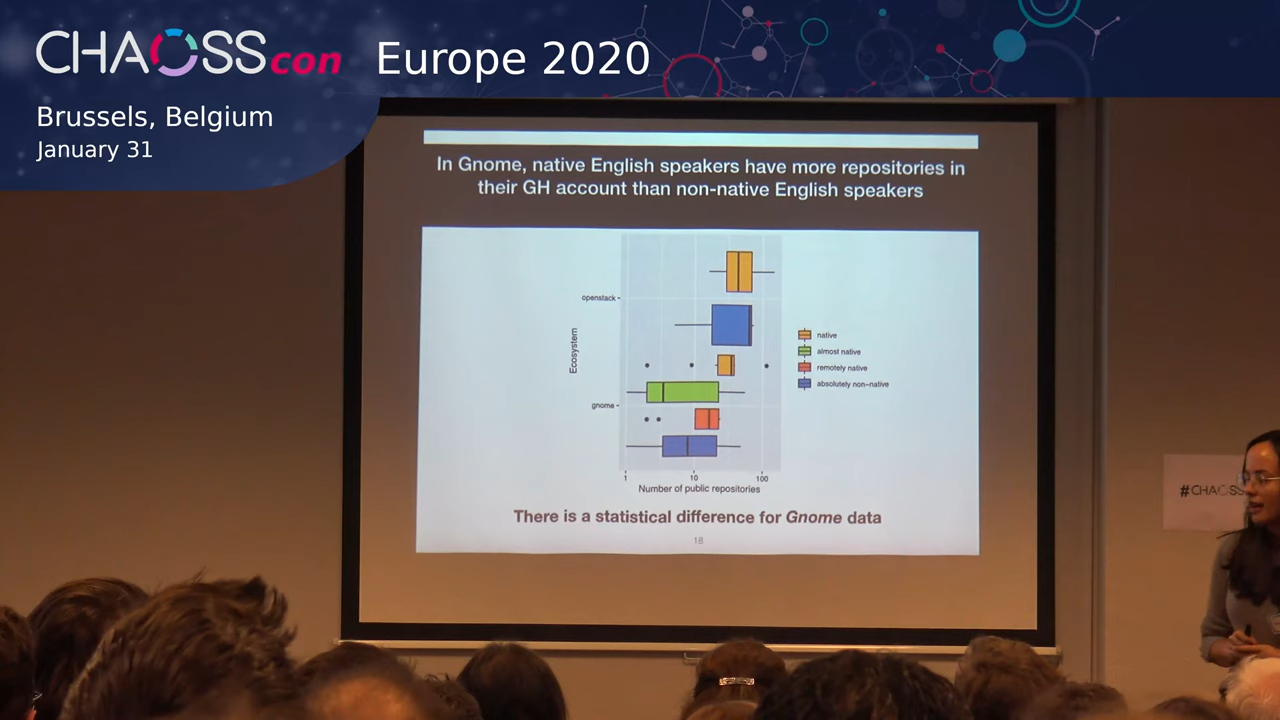 CHAOSScon
Europe 2020
Brussels, Belgium
January 31
In Gnome, native English speakers have more repositories in
their GH account than non-native English speakers
openstack
Ecosystem
gnome
native
almost native
remotely native
absolutely non-native
1 10 100
Number of public repositories
There is a statistical difference for Gnome data
18
#CHAOSS